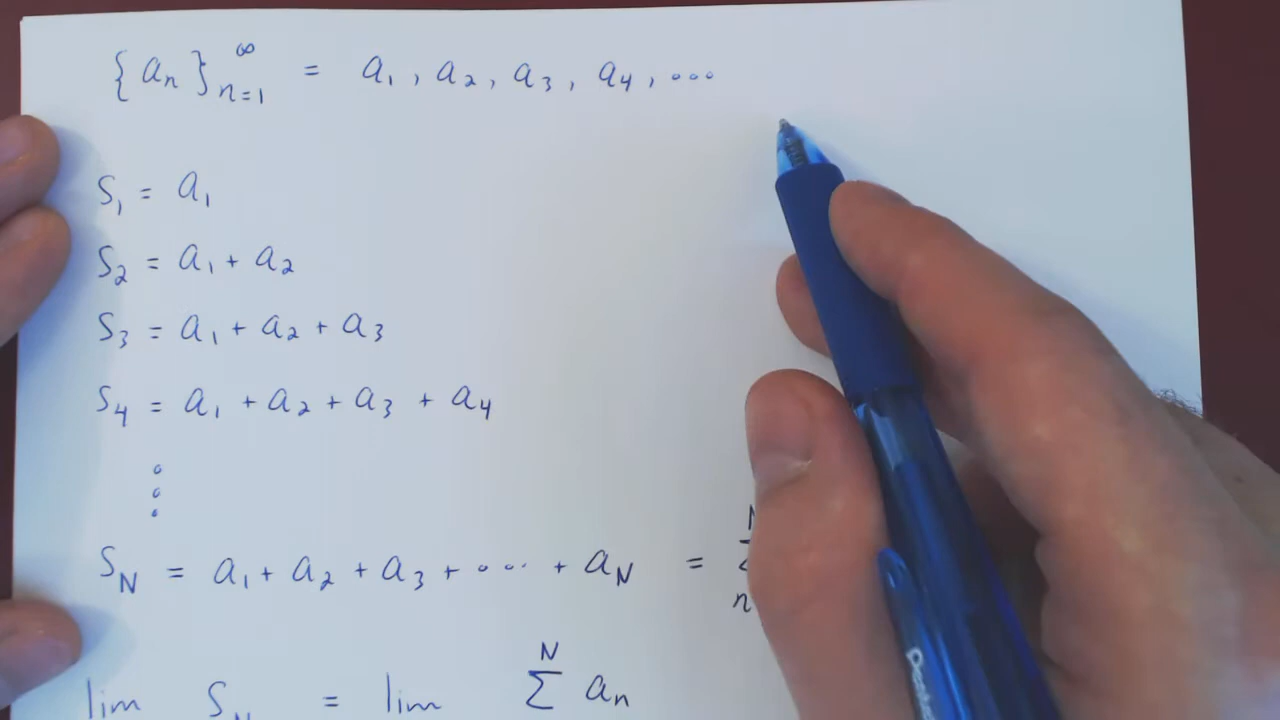 {aₙ}ₙ₌₁^∞ = a₁, a₂, a₃, a₄, ...
S₁ = a₁
S₂ = a₁ + a₂
S₃ = a₁ + a₂ + a₃
S₄ = a₁ + a₂ + a₃ + a₄
⋮
S_N = a₁ + a₂ + a₃ + ... + a_N =
lim S_N = lim ∑^N aₙ